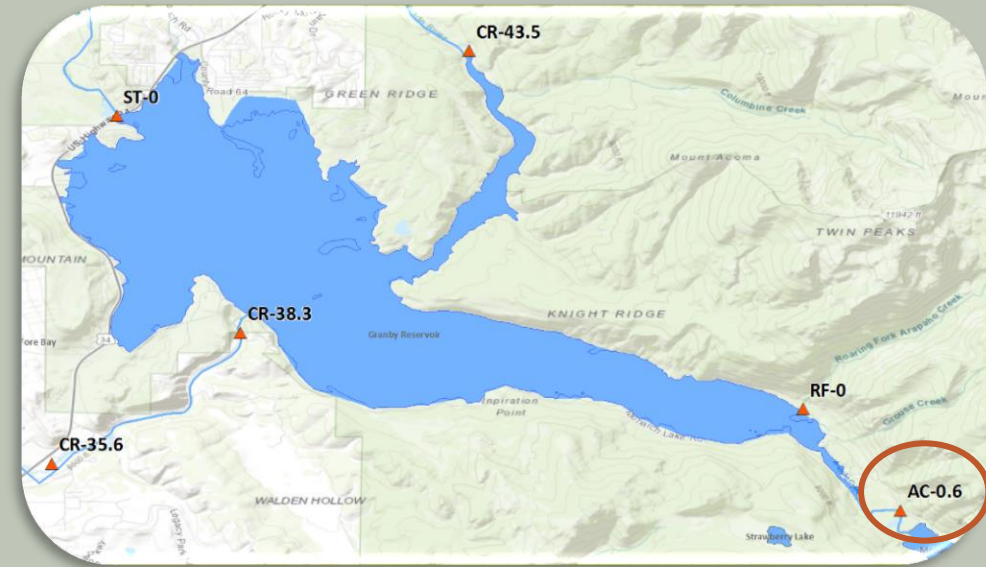 CR-43.5
ST-0
Road 64
GREEN RIDGE
Columbine Creek
Mount Acoma
11942 ft
TWIN PEAKS
MOUNTAIN
CR-38.3
KNIGHT RIDGE
Granby Reservoir
34
Roaring Fork Arapaho Creek
RF-0
Inspiration
Point
Grouse Creek
CR-35.6
AC-0.6
WALDEN HOLLOW
Strawberry Lake